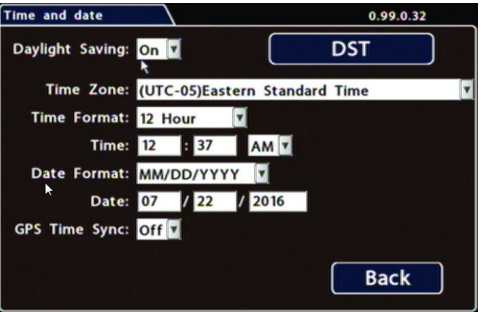 Time and date 0.99.0.32
Daylight Saving: On DST
Time Zone: (UTC-05)Eastern Standard Time
Time Format: 12 Hour
Time: 12 : 37 AM
Date Format: MM/DD/YYYY
Date: 07 / 22 / 2016
GPS Time Sync: Off
Back